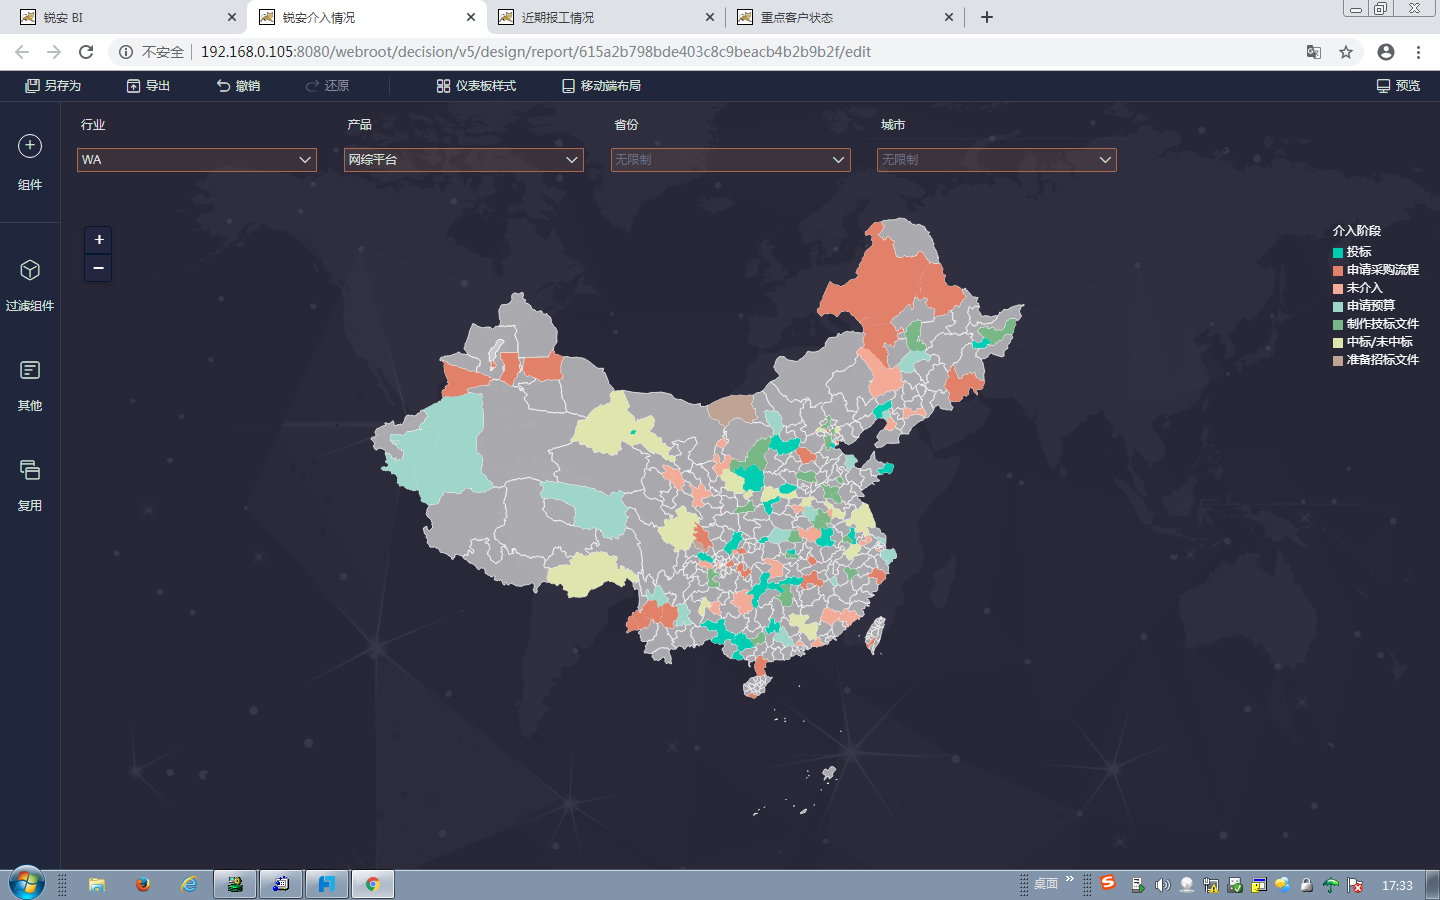 锐安 BI
锐安介入情况
近期报工情况
重点客户状态
不安全
192.168.0.105:8080/webroot/decision/v5/design/report/615a2b798bde403c8c9beacb4b2b9b2f/edit
另存为
导出
撤销
还原
仪表板样式
移动端布局
预览
行业
产品
省份
城市
WA
网综平台
无限制
无限制
组件
过滤组件
其他
复用
+
−
介入阶段
投标
申请采购流程
未介入
申请预算
制作技标文件
中标/未中标
准备招标文件
桌面
17:33